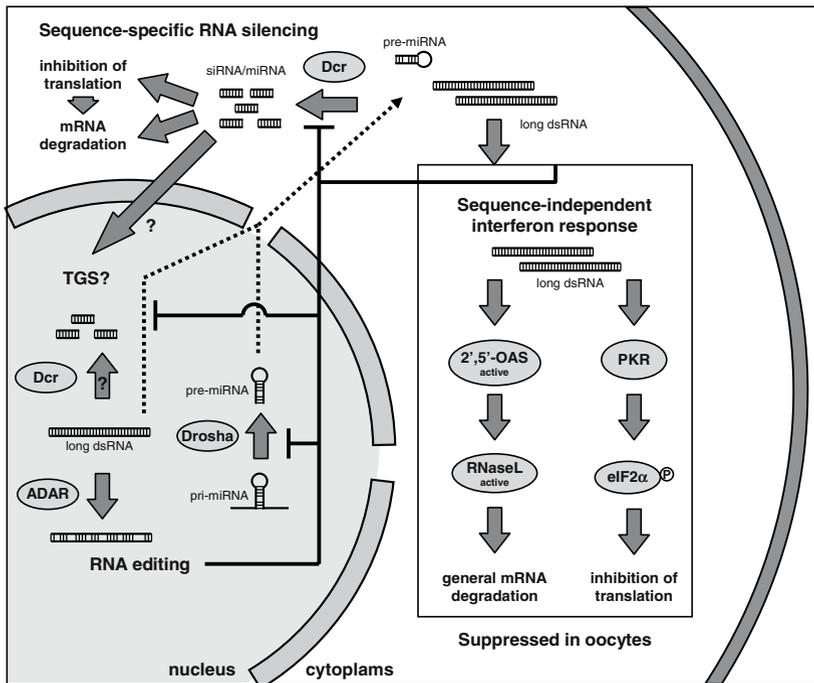 Sequence-specific RNA silencing
pre-miRNA
inhibition of
translation
siRNA/miRNA
Dcr
mRNA
degradation
long dsRNA
?
Sequence-independent
interferon response
long dsRNA
TGS?
2',5'-OAS
active
PKR
Dcr
?
pre-miRNA
Drosha
long dsRNA
RNaseL
active
eIF2α
P
ADAR
pri-miRNA
RNA editing
general mRNA
degradation
inhibition of
translation
Suppressed in oocytes
nucleus
cytoplams